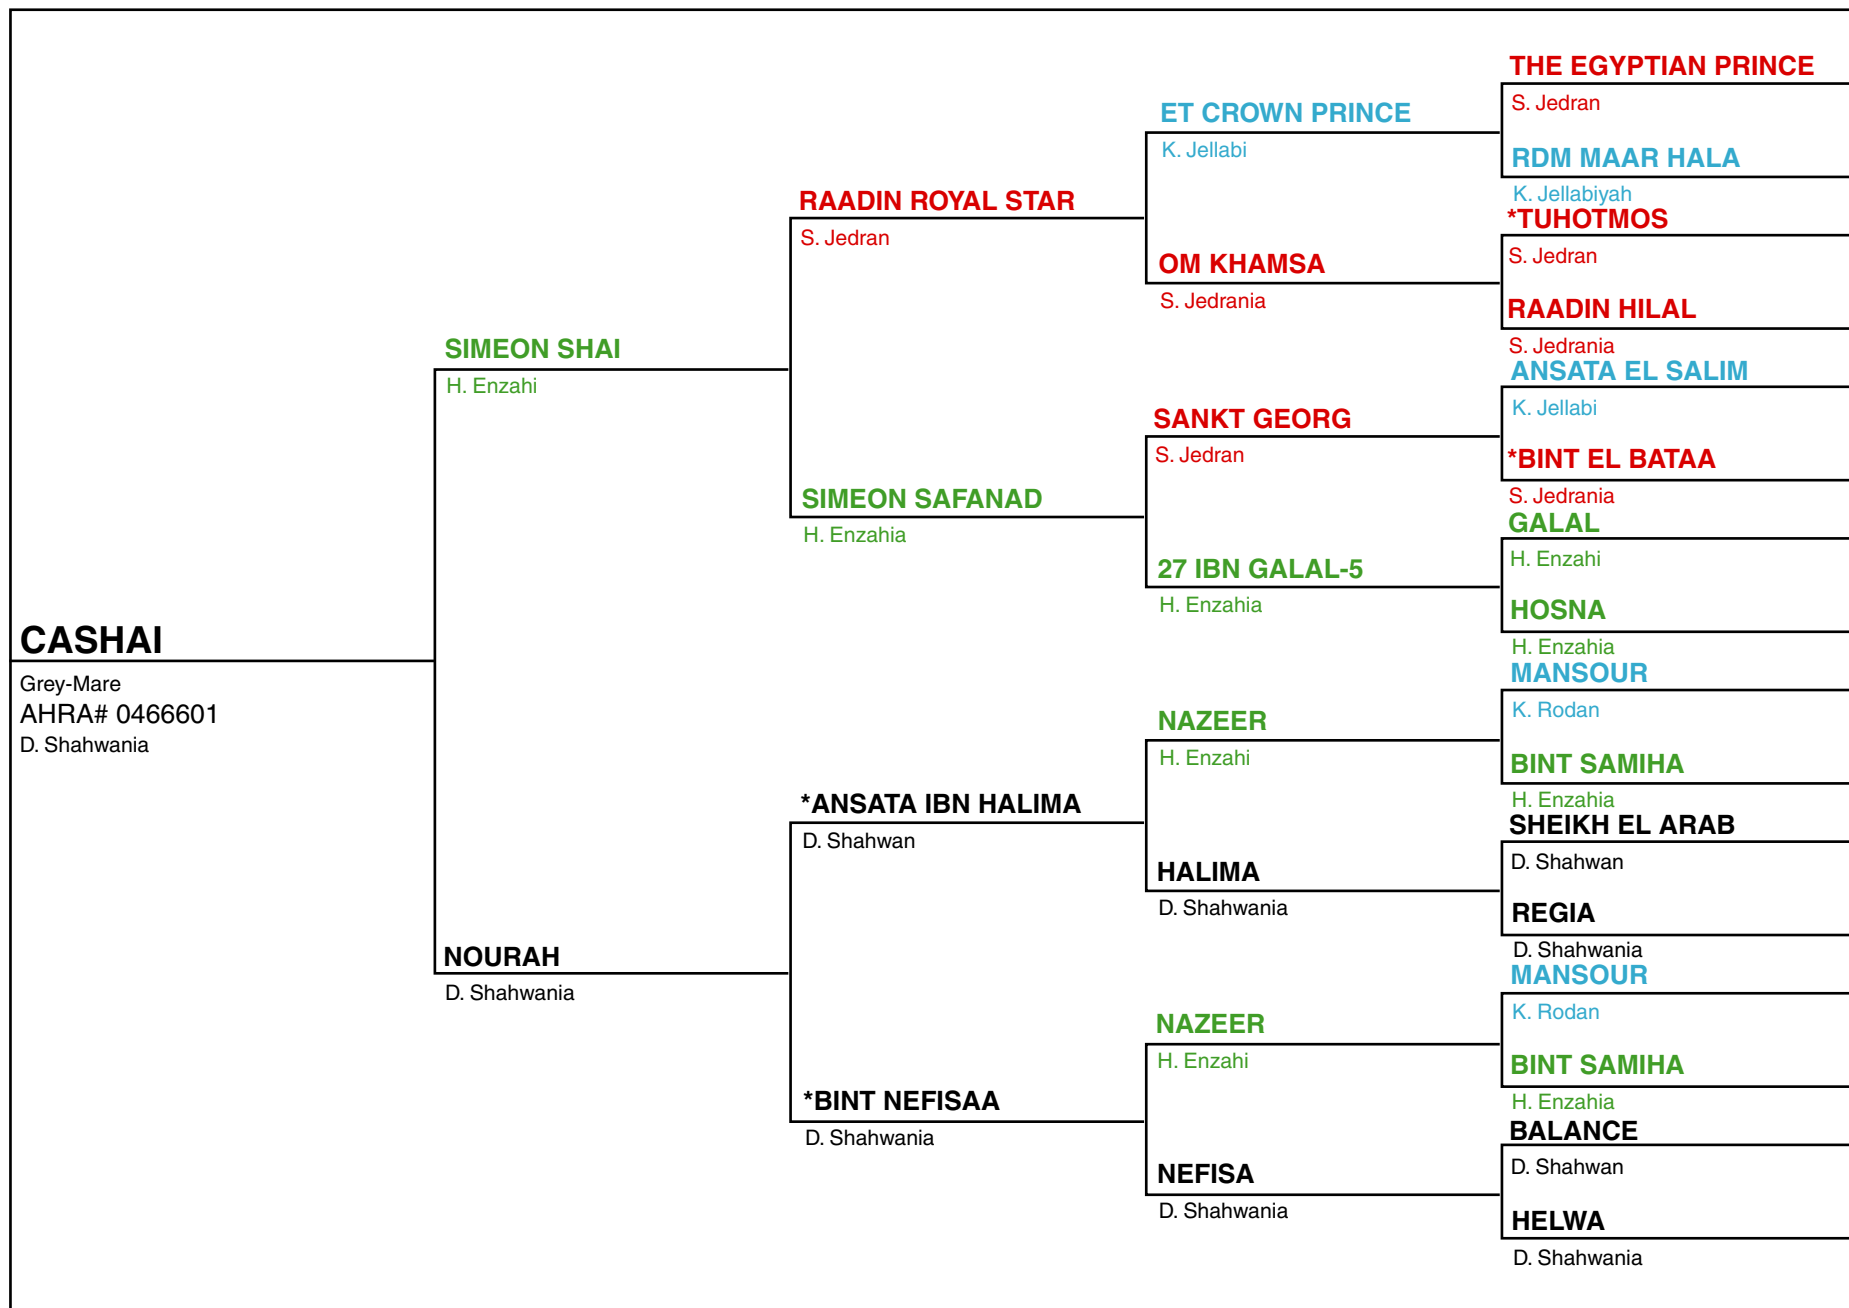 CASHAI
Grey-Mare
AHRA# 0466601
D. Shahwania
SIMEON SHAI
H. Enzahi
NOURAH
D. Shahwania
RAADIN ROYAL STAR
S. Jedran
SIMEON SAFANAD
H. Enzahia
*ANSATA IBN HALIMA
D. Shahwan
*BINT NEFISAA
D. Shahwania
ET CROWN PRINCE
K. Jellabi
OM KHAMSA
S. Jedrania
SANKT GEORG
S. Jedran
27 IBN GALAL-5
H. Enzahia
NAZEER
H. Enzahi
HALIMA
D. Shahwania
NAZEER
H. Enzahi
NEFISA
D. Shahwania
THE EGYPTIAN PRINCE
S. Jedran
RDM MAAR HALA
K. Jellabiyah
*TUHOTMOS
S. Jedran
RAADIN HILAL
S. Jedrania
ANSATA EL SALIM
K. Jellabi
*BINT EL BATAA
S. Jedrania
GALAL
H. Enzahi
HOSNA
H. Enzahia
MANSOUR
K. Rodan
BINT SAMIHA
H. Enzahia
SHEIKH EL ARAB
D. Shahwan
REGIA
D. Shahwania
MANSOUR
K. Rodan
BINT SAMIHA
H. Enzahia
BALANCE
D. Shahwan
HELWA
D. Shahwania